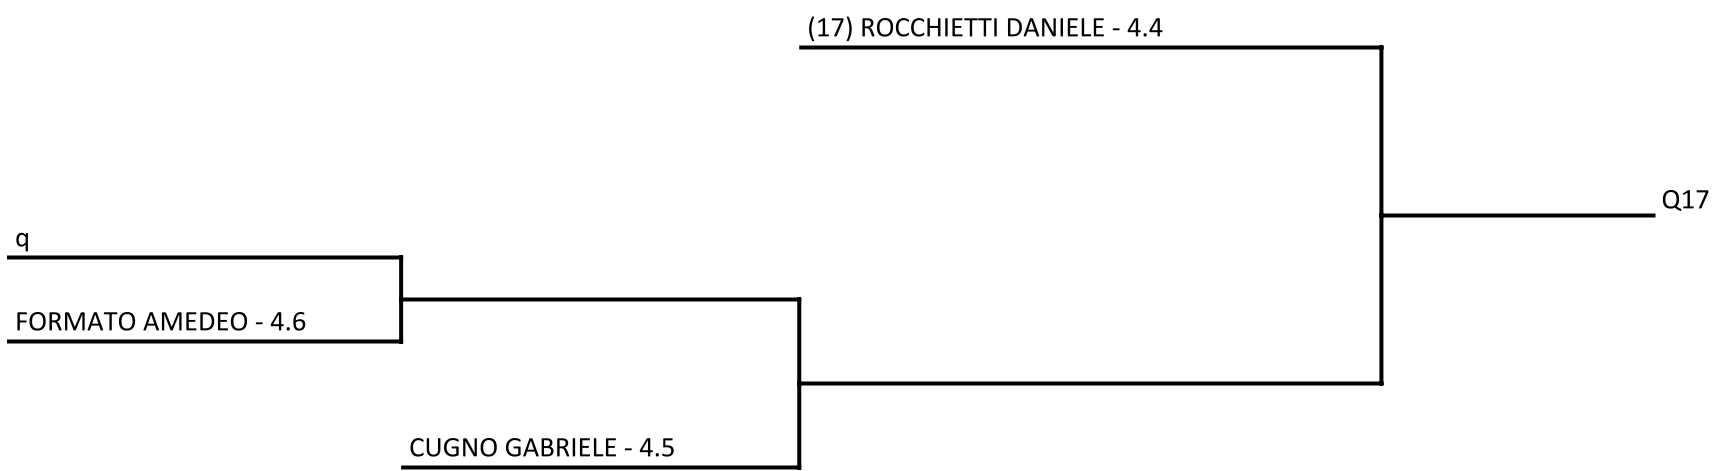 (17) ROCCHIETTI DANIELE - 4.4
Q17
q
FORMATO AMEDEO - 4.6
CUGNO GABRIELE - 4.5